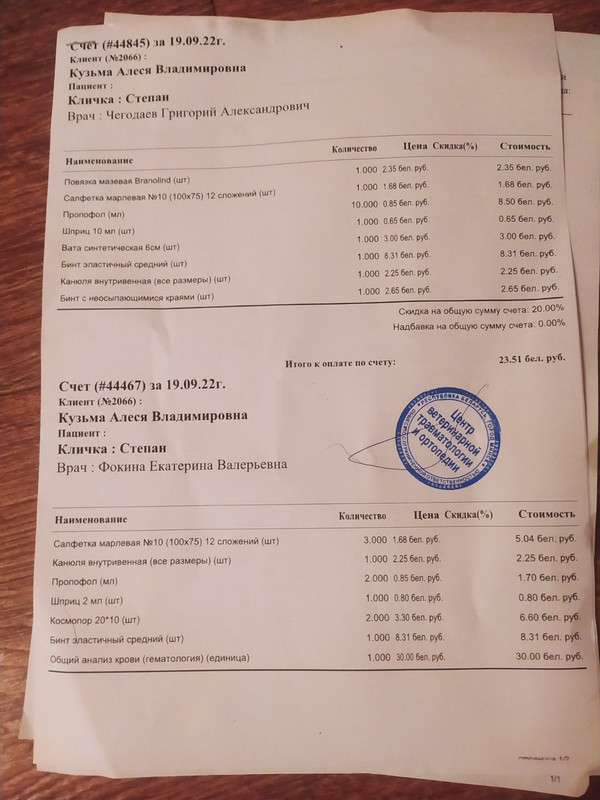 Счет (#44845) за 19.09.22г.
Клиент (№2066) :
Кузьма Алеся Владимировна
Пациент :
Кличка : Степан
Врач : Чегодаев Григорий Александрович
Наименование Количество Цена Скидка(%) Стоимость
Повязка мазевая Branolind (шт) 1.000 2.35 бел. руб. 2.35 бел. руб.
Салфетка марлевая №10 (100х75) 12 сложений (шт) 1.000 1.68 бел. руб. 1.68 бел. руб.
Пропофол (мл) 10.000 0.85 бел. руб. 8.50 бел. руб.
Шприц 10 мл (шт) 1.000 0.65 бел. руб. 0.65 бел. руб.
Вата синтетическая 6см (шт) 1.000 3.00 бел. руб. 3.00 бел. руб.
Бинт эластичный средний (шт) 1.000 8.31 бел. руб. 8.31 бел. руб.
Канюля внутривенная (все размеры) (шт) 1.000 2.25 бел. руб. 2.25 бел. руб.
Бинт с неосыпающимися краями (шт) 1.000 2.65 бел. руб. 2.65 бел. руб.
Скидка на общую сумму счета: 20.00%
Надбавка на общую сумму счета: 0.00%
Итого к оплате по счету: 23.51 бел. руб.
Счет (#44467) за 19.09.22г.
Клиент (№2066) :
Кузьма Алеся Владимировна
Пациент :
Кличка : Степан
Врач : Фокина Екатерина Валерьевна
РЕСПУБЛИКА БЕЛАРУСЬ
Центр
ветеринарной
травматологии
и ортопедии
Наименование Количество Цена Скидка(%) Стоимость
Салфетка марлевая №10 (100х75) 12 сложений (шт) 3.000 1.68 бел. руб. 5.04 бел. руб.
Канюля внутривенная (все размеры) (шт) 1.000 2.25 бел. руб. 2.25 бел. руб.
Пропофол (мл) 2.000 0.85 бел. руб. 1.70 бел. руб.
Шприц 2 мл (шт) 1.000 0.80 бел. руб. 0.80 бел. руб.
Космопор 20*10 (шт) 2.000 3.30 бел. руб. 6.60 бел. руб.
Бинт эластичный средний (шт) 1.000 8.31 бел. руб. 8.31 бел. руб.
Общий анализ крови (гематология) (единица) 1.000 30.00 бел. руб. 30.00 бел. руб.
1/1